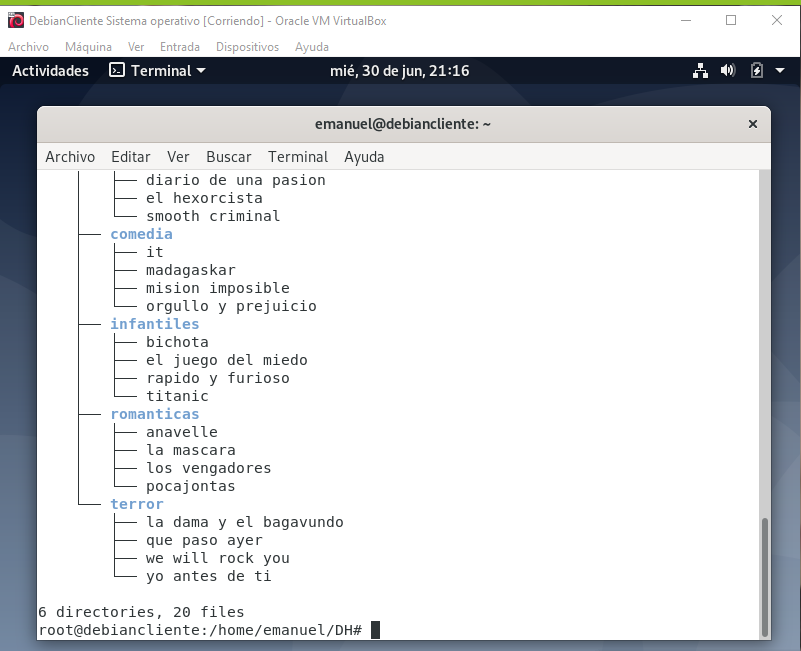 DebianCliente Sistema operativo [Corriendo] - Oracle VM VirtualBox
Archivo Máquina Ver Entrada Dispositivos Ayuda
Actividades Terminal mié, 30 de jun, 21:16
emanuel@debiancliente: ~
Archivo Editar Ver Buscar Terminal Ayuda
diario de una pasion
el hexorcista
smooth criminal
comedia
it
madagaskar
mision imposible
orgullo y prejuicio
infantiles
bichota
el juego del miedo
rapido y furioso
titanic
romanticas
anavelle
la mascara
los vengadores
pocajontas
terror
la dama y el bagavundo
que paso ayer
we will rock you
yo antes de ti
6 directories, 20 files
root@debiancliente:/home/emanuel/DH#